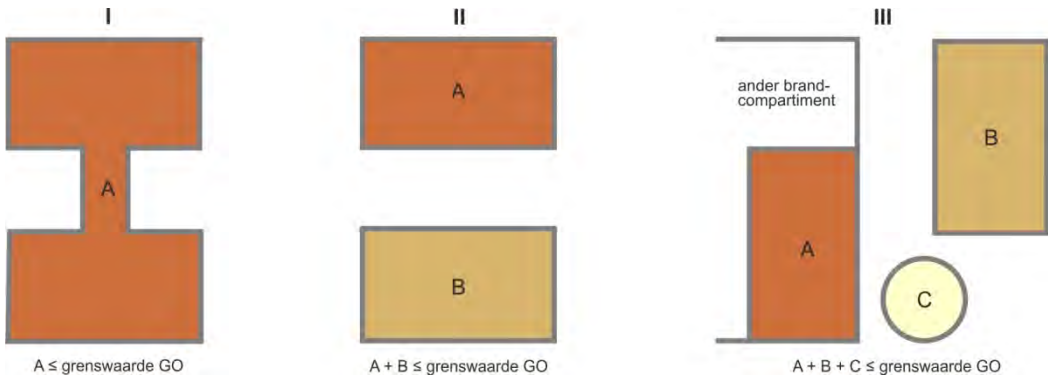 I
II
III
A
A
B
ander brand-
compartiment
A
B
C
A ≤ grenswaarde GO
A + B ≤ grenswaarde GO
A + B + C ≤ grenswaarde GO